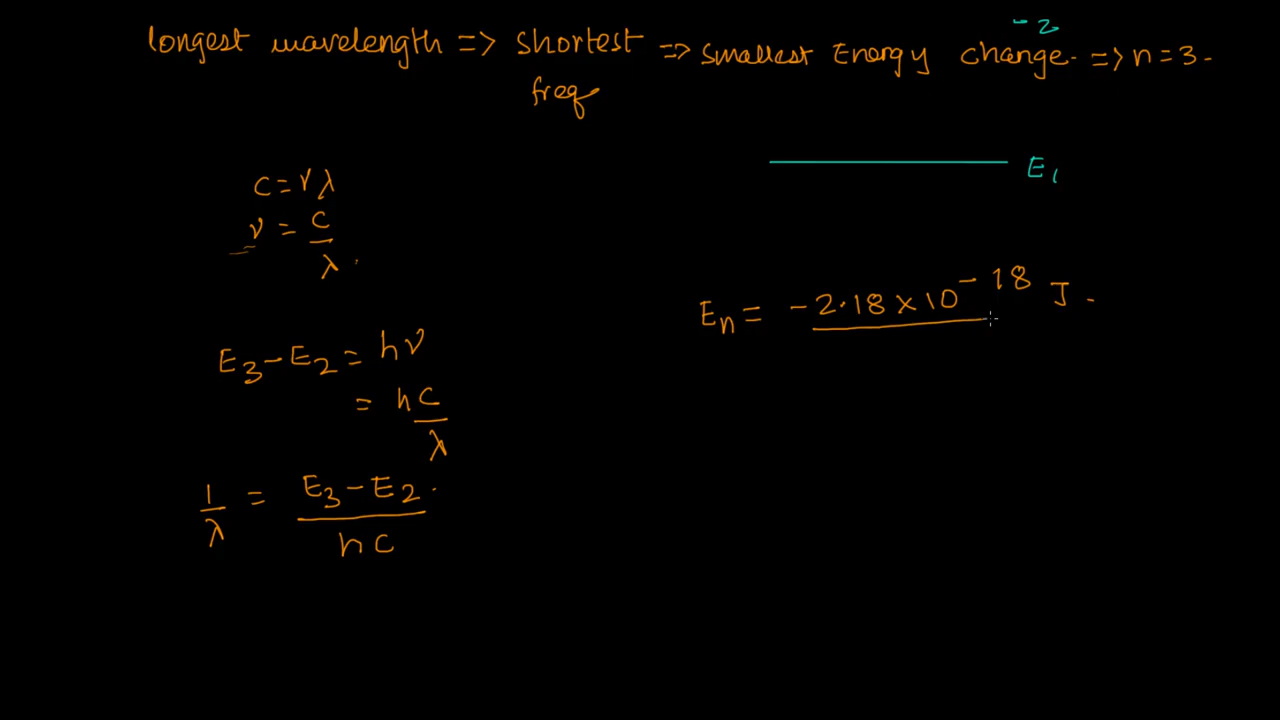 -2
longest wavelength => shortest => smallest Energy change. => n = 3.
freq
E1
c = νλ
ν = c/λ.
En = -2.18 × 10^-18 J.
E3 - E2 = hν
= hc/λ
1/λ = E3 - E2. / hc